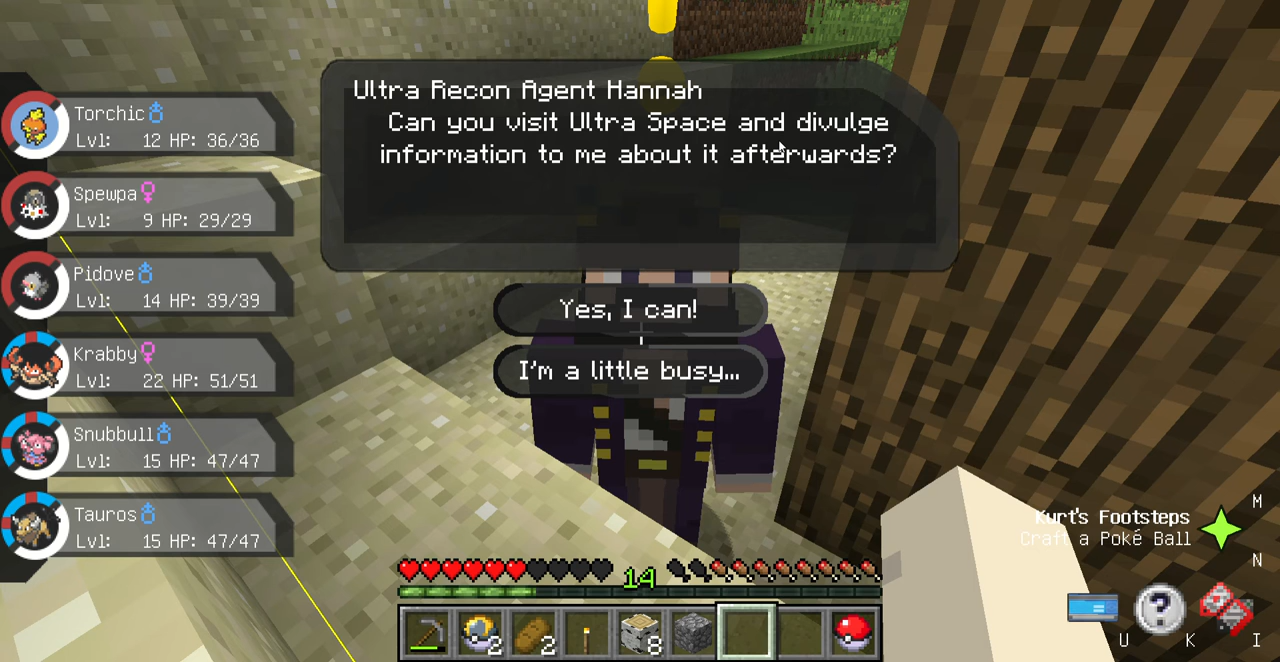 Ultra Recon Agent Hannah
Can you visit Ultra Space and divulge
information to me about it afterwards?
Yes, I can!
I'm a little busy...
Torchic♂
Lvl: 12 HP: 36/36
Spewpa♀
Lvl: 9 HP: 29/29
Pidove♂
Lvl: 14 HP: 39/39
Krabby♀
Lvl: 22 HP: 51/51
Snubbull♂
Lvl: 15 HP: 47/47
Tauros♂
Lvl: 15 HP: 47/47
Kurt's Footsteps
Craft a Poké Ball
M
N
U K I
14
2 2 8